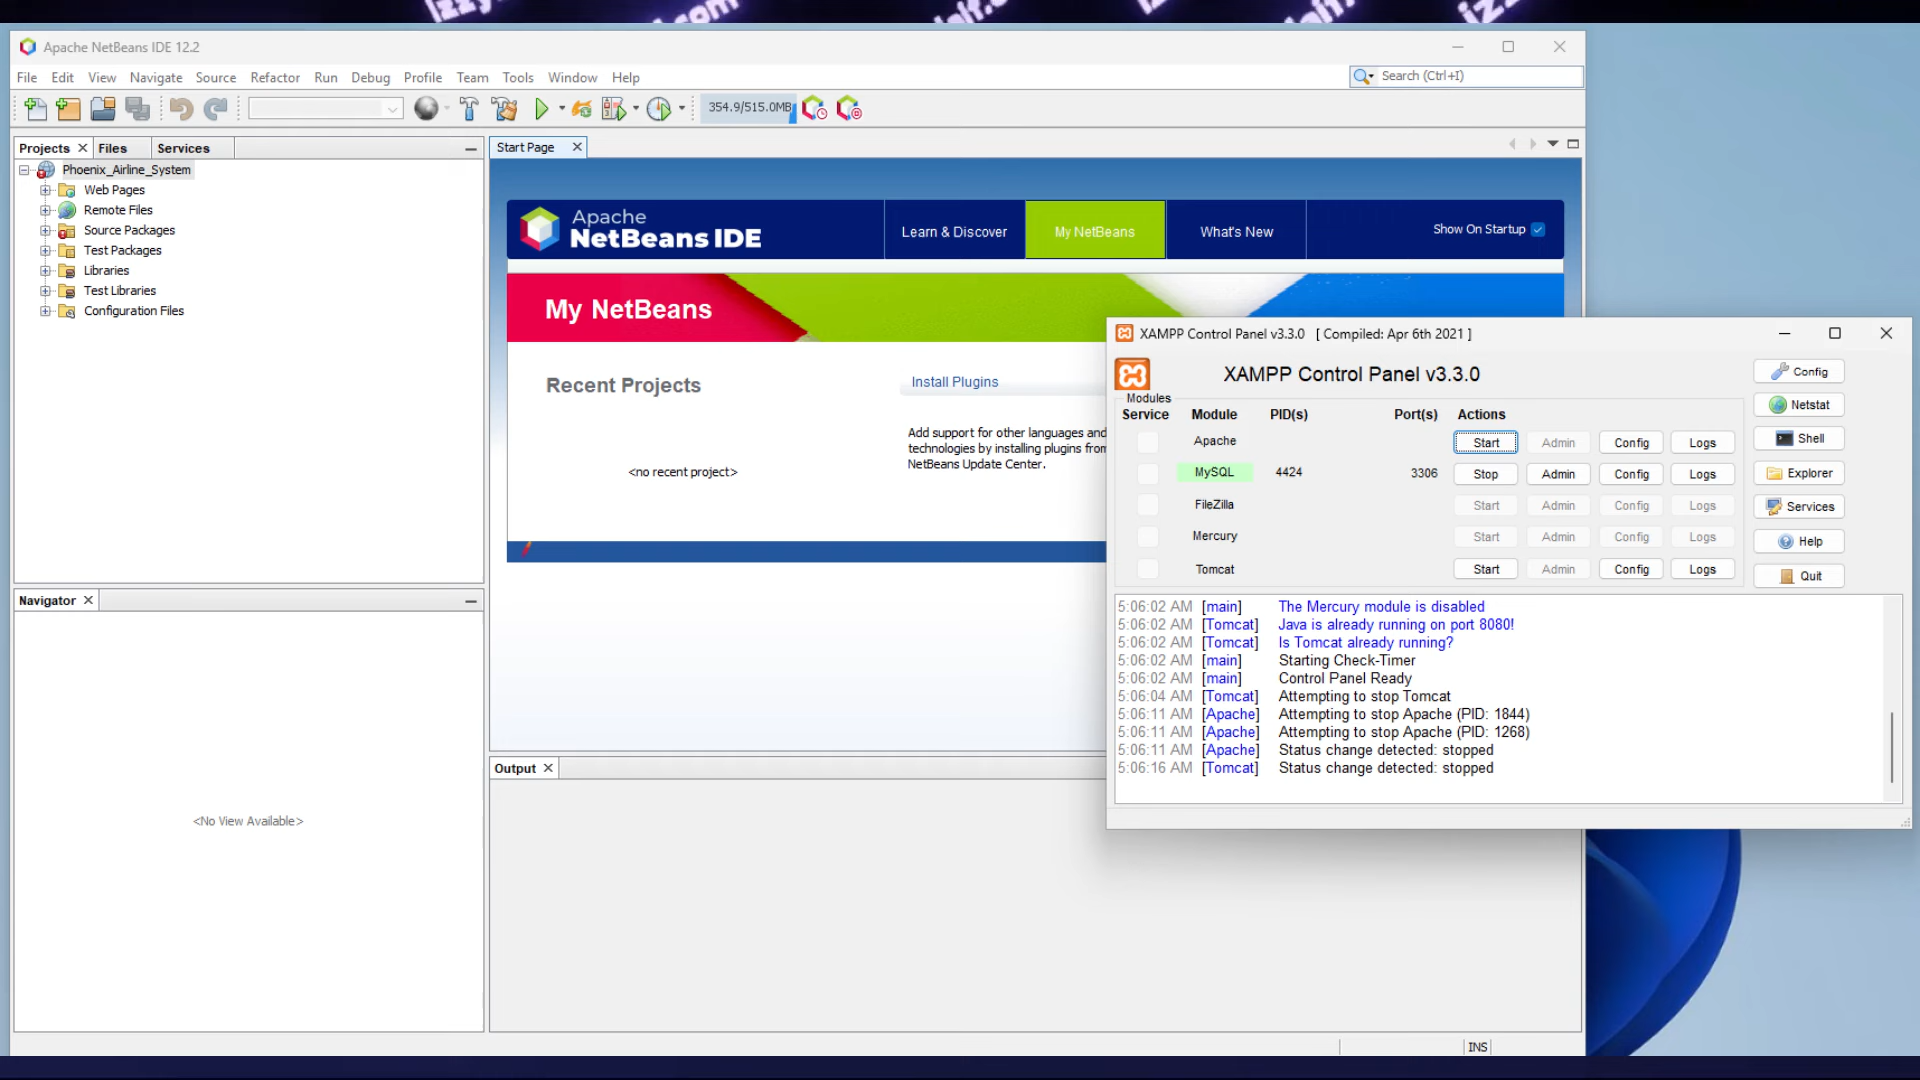 Apache NetBeans IDE 12.2
File Edit View Navigate Source Refactor Run Debug Profile Team Tools Window Help
Search (Ctrl+I)
354.9/515.0MB
Projects Files Services
Phoenix_Airline_System
Web Pages
Remote Files
Source Packages
Test Packages
Libraries
Test Libraries
Configuration Files
Navigator
<No View Available>
Start Page
Apache
NetBeans IDE
Learn & Discover My NetBeans What's New Show On Startup
My NetBeans
Recent Projects
<no recent project>
Install Plugins
Add support for other languages and
technologies by installing plugins from
NetBeans Update Center.
Output
INS
XAMPP Control Panel v3.3.0 [ Compiled: Apr 6th 2021 ]
XAMPP Control Panel v3.3.0
Modules
Service Module PID(s) Port(s) Actions
Apache Start Admin Config Logs
MySQL 4424 3306 Stop Admin Config Logs
FileZilla Start Admin Config Logs
Mercury Start Admin Config Logs
Tomcat Start Admin Config Logs
Config
Netstat
Shell
Explorer
Services
Help
Quit
5:06:02 AM [main] The Mercury module is disabled
5:06:02 AM [Tomcat] Java is already running on port 8080!
5:06:02 AM [Tomcat] Is Tomcat already running?
5:06:02 AM [main] Starting Check-Timer
5:06:02 AM [main] Control Panel Ready
5:06:04 AM [Tomcat] Attempting to stop Tomcat
5:06:11 AM [Apache] Attempting to stop Apache (PID: 1844)
5:06:11 AM [Apache] Attempting to stop Apache (PID: 1268)
5:06:11 AM [Apache] Status change detected: stopped
5:06:16 AM [Tomcat] Status change detected: stopped